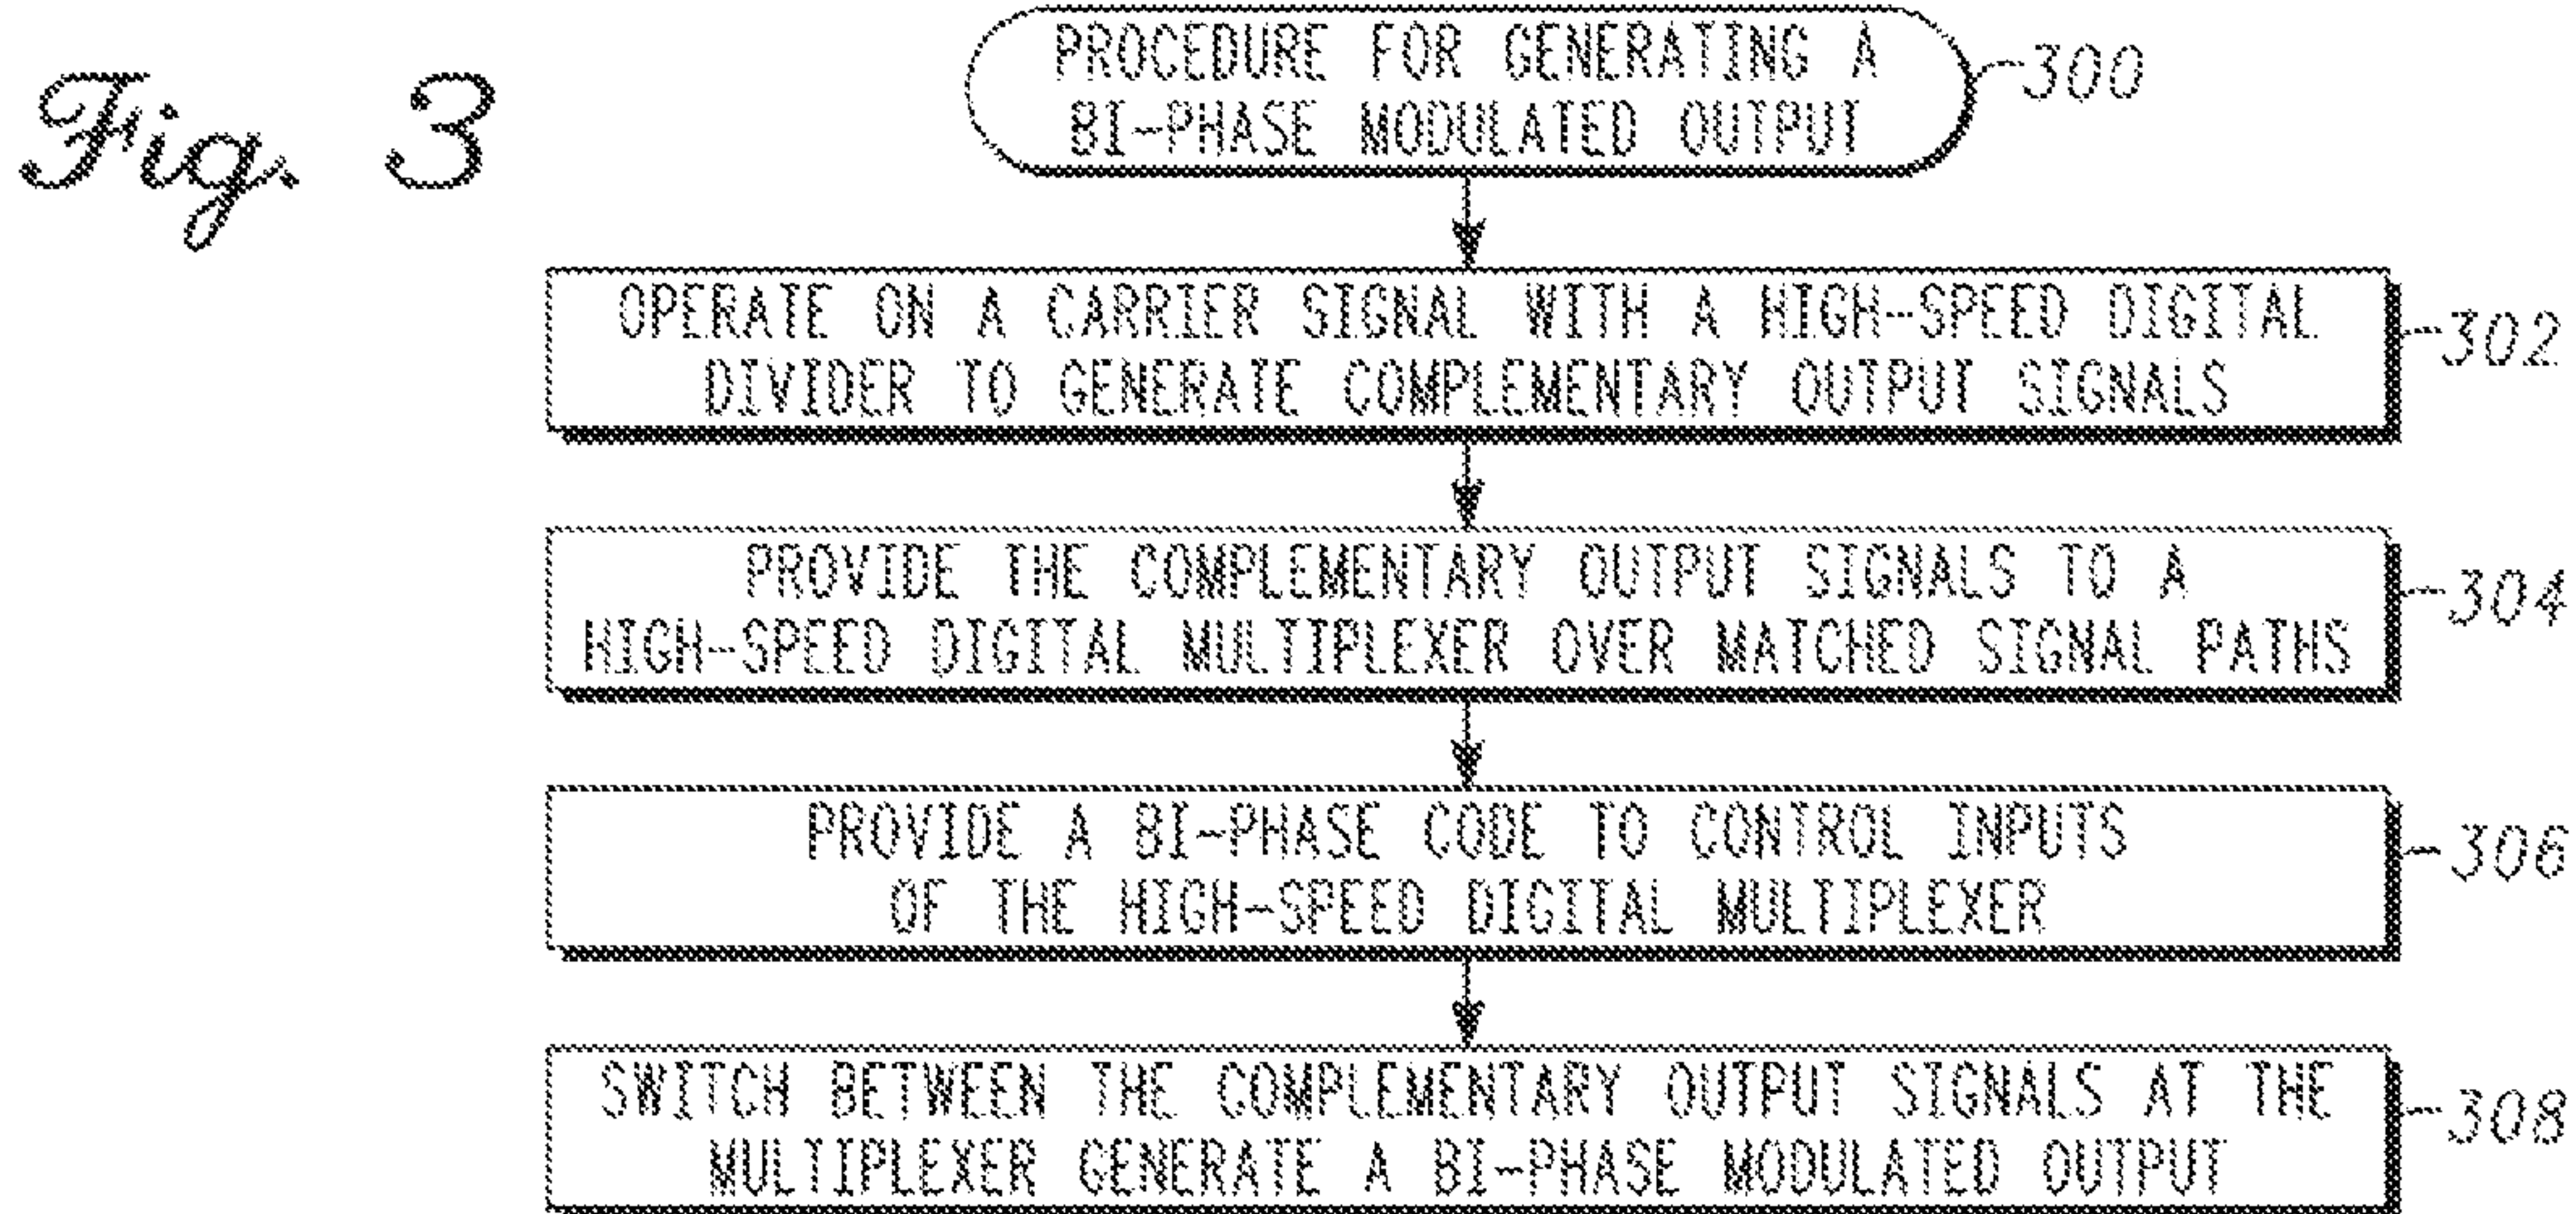 Fig. 3
PROCEDURE FOR GENERATING A
BI-PHASE MODULATED OUTPUT
300
OPERATE ON A CARRIER SIGNAL WITH A HIGH-SPEED DIGITAL
DIVIDER TO GENERATE COMPLEMENTARY OUTPUT SIGNALS
302
PROVIDE THE COMPLEMENTARY OUTPUT SIGNALS TO A
HIGH-SPEED DIGITAL MULTIPLEXER OVER MATCHED SIGNAL PATHS
304
PROVIDE A BI-PHASE CODE TO CONTROL INPUTS
OF THE HIGH-SPEED DIGITAL MULTIPLEXER
306
SWITCH BETWEEN THE COMPLEMENTARY OUTPUT SIGNALS AT THE
MULTIPLEXER GENERATE A BI-PHASE MODULATED OUTPUT
308